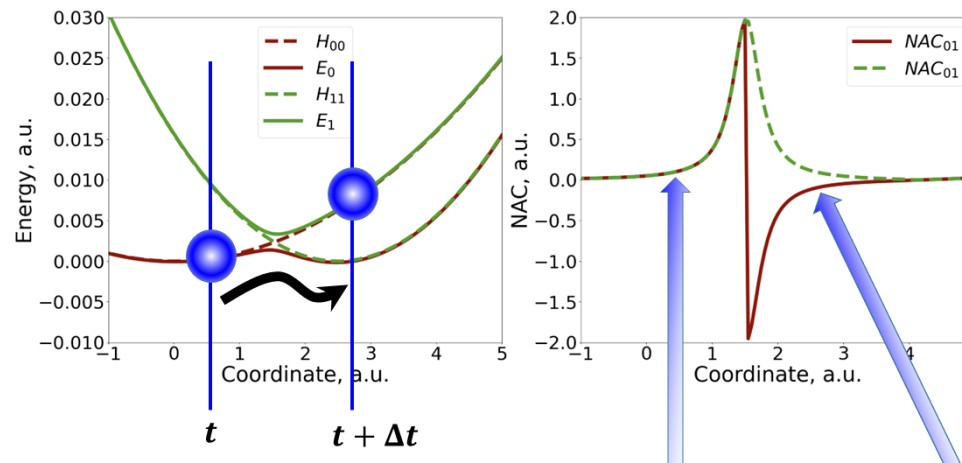 0.030
0.025
0.020
0.015
0.010
0.005
0.000
−0.005
−0.010
Energy, a.u.
H₀₀
E₀
H₁₁
E₁
−1 0 1 2 3 4 5
Coordinate, a.u.
t
t + Δt
2.0
1.5
1.0
0.5
0.0
−0.5
−1.0
−1.5
−2.0
NAC, a.u.
NAC₀₁
NAC₀₁
−1 0 1 2 3 4
Coordinate, a.u.